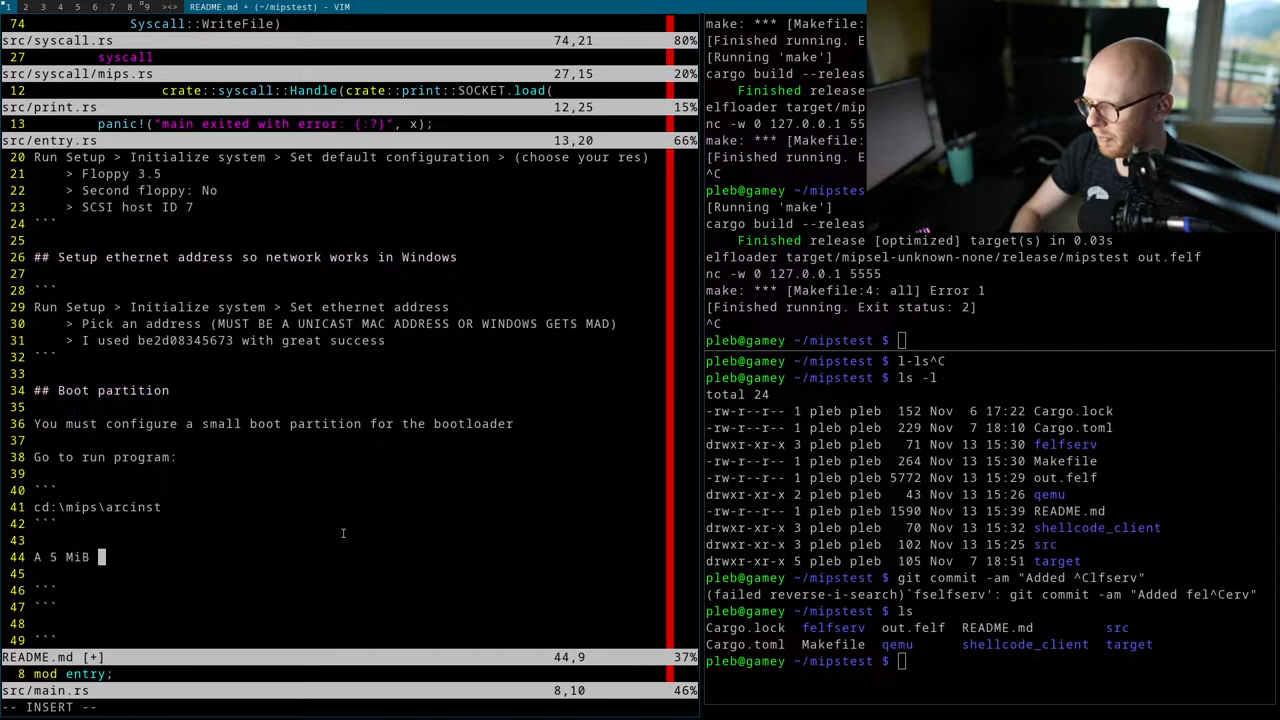 1 2 3 4 5 6 7 8 9 ><> README.md + (~/mipstest) - VIM
74 Syscall::WriteFile)
src/syscall.rs 74,21 80%
27 syscall
src/syscall/mips.rs 27,15 20%
12 crate::syscall::Handle(crate::print::SOCKET.load(
src/print.rs 12,25 15%
13 panic!("main exited with error: {:?}", x);
src/entry.rs 13,20 66%
20 Run Setup > Initialize system > Set default configuration > (choose your res)
21 > Floppy 3.5
22 > Second floppy: No
23 > SCSI host ID 7
24 ```
25
26 ## Setup ethernet address so network works in Windows
27
28 ```
29 Run Setup > Initialize system > Set ethernet address
30 > Pick an address (MUST BE A UNICAST MAC ADDRESS OR WINDOWS GETS MAD)
31 > I used be2d08345673 with great success
32 ```
33
34 ## Boot partition
35
36 You must configure a small boot partition for the bootloader
37
38 Go to run program:
39
40 ```
41 cd:\mips\arcinst
42 ```
43
44 A 5 MiB
45
46 ```
47 ```
48
49 ```
README.md [+] 44,9 37%
8 mod entry;
src/main.rs 8,10 46%
-- INSERT --
make: *** [Makefile:
[Finished running. E
[Running 'make']
cargo build --releas
Finished release
elfloader target/mip
nc -w 0 127.0.0.1 55
make: *** [Makefile:
[Finished running. E
^C
pleb@gamey ~/mipstes
[Running 'make']
cargo build --releas
Finished release [optimized] target(s) in 0.03s
elfloader target/mipsel-unknown-none/release/mipstest out.felf
nc -w 0 127.0.0.1 5555
make: *** [Makefile:4: all] Error 1
[Finished running. Exit status: 2]
^C
pleb@gamey ~/mipstest $
pleb@gamey ~/mipstest $ l-ls^C
pleb@gamey ~/mipstest $ ls -l
total 24
-rw-r--r-- 1 pleb pleb 152 Nov 6 17:22 Cargo.lock
-rw-r--r-- 1 pleb pleb 229 Nov 7 18:10 Cargo.toml
drwxr-xr-x 3 pleb pleb 71 Nov 13 15:30 felfserv
-rw-r--r-- 1 pleb pleb 264 Nov 13 15:30 Makefile
-rw-r--r-- 1 pleb pleb 5772 Nov 13 15:29 out.felf
drwxr-xr-x 2 pleb pleb 43 Nov 13 15:26 qemu
-rw-r--r-- 1 pleb pleb 1590 Nov 13 15:39 README.md
drwxr-xr-x 3 pleb pleb 70 Nov 13 15:32 shellcode_client
drwxr-xr-x 3 pleb pleb 102 Nov 13 15:25 src
drwxr-xr-x 5 pleb pleb 105 Nov 7 18:51 target
pleb@gamey ~/mipstest $ git commit -am "Added ^Clfserv"
(failed reverse-i-search)`fselfserv': git commit -am "Added fel^Cerv"
pleb@gamey ~/mipstest $ ls
Cargo.lock felfserv out.felf README.md src
Cargo.toml Makefile qemu shellcode_client target
pleb@gamey ~/mipstest $